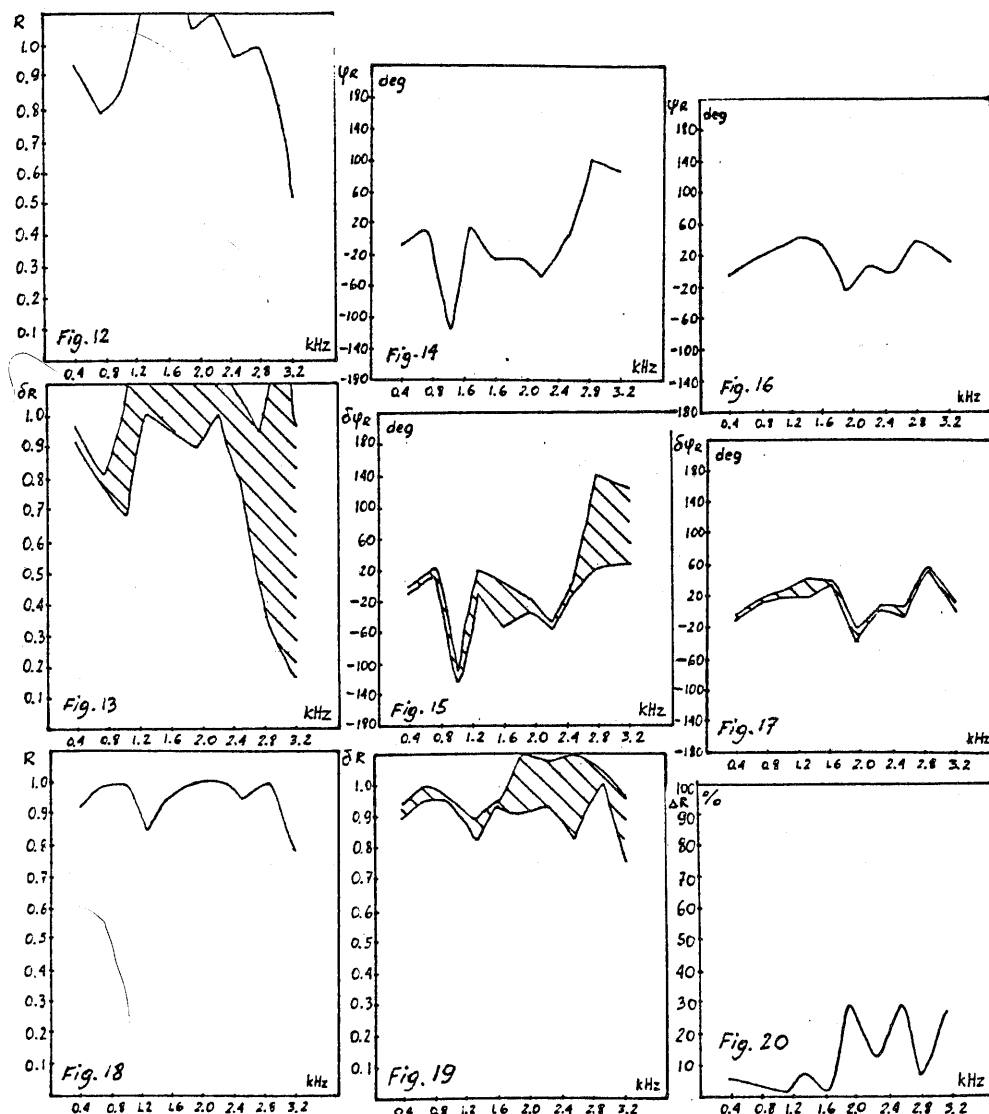 R
1.0
0.9
0.8
0.7
0.6
0.5
0.4
0.3
0.2
0.1
Fig. 12
kHz
0.4 0.8 1.2 1.6 2.0 2.4 2.8 3.2
φR deg
180
140
100
60
20
-20
-60
-100
-140
-180
Fig. 14
kHz
0.4 0.8 1.6 1.6 2.0 2.4 2.8 3.2
φR deg
180
140
100
60
20
-20
-60
-100
-140
-180
Fig. 16
kHz
0.4 0.8 1.2 1.6 2.0 2.4 2.8 3.2
δR
1.0
0.9
0.8
0.7
0.6
0.5
0.4
0.3
0.2
0.1
Fig. 13
kHz
0.4 0.8 1.2 1.6 2.0 2.4 2.8 3.2
δφR deg
180
140
100
60
20
-20
-60
-100
-140
-180
Fig. 15
kHz
0.4 0.8 1.2 1.6 2.0 2.4 2.8 3.2
δφR deg
180
140
100
60
20
-20
-60
-100
-140
-180
Fig. 17
kHz
0.4 0.8 1.2 1.6 2.0 2.4 2.8 3.2
R
1.0
0.9
0.8
0.7
0.6
0.5
0.4
0.3
0.2
0.1
Fig. 18
kHz
0.4 0.8 1.2 1.6 2.0 2.4 2.8 3.2
δR
1.0
0.9
0.8
0.7
0.6
0.5
0.4
0.3
0.2
0.1
Fig. 19
kHz
0.4 0.8 1.2 1.6 2.0 2.4 2.8 3.2
100 %
ΔR
90
80
70
60
50
40
30
20
10
Fig. 20
kHz
0.4 0.8 1.2 1.6 2.0 2.4 2.8 3.2